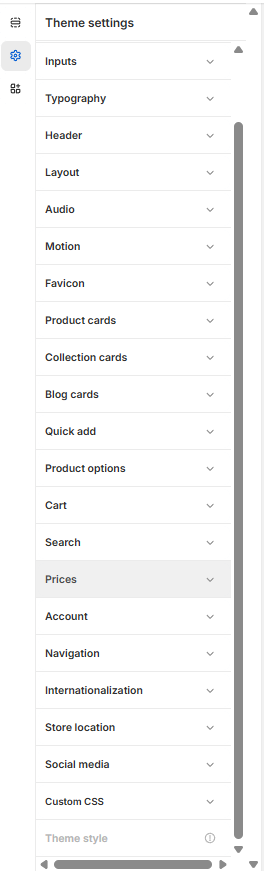 Theme settings
Inputs
Typography
Header
Layout
Audio
Motion
Favicon
Product cards
Collection cards
Blog cards
Quick add
Product options
Cart
Search
Prices
Account
Navigation
Internationalization
Store location
Social media
Custom CSS
Theme style